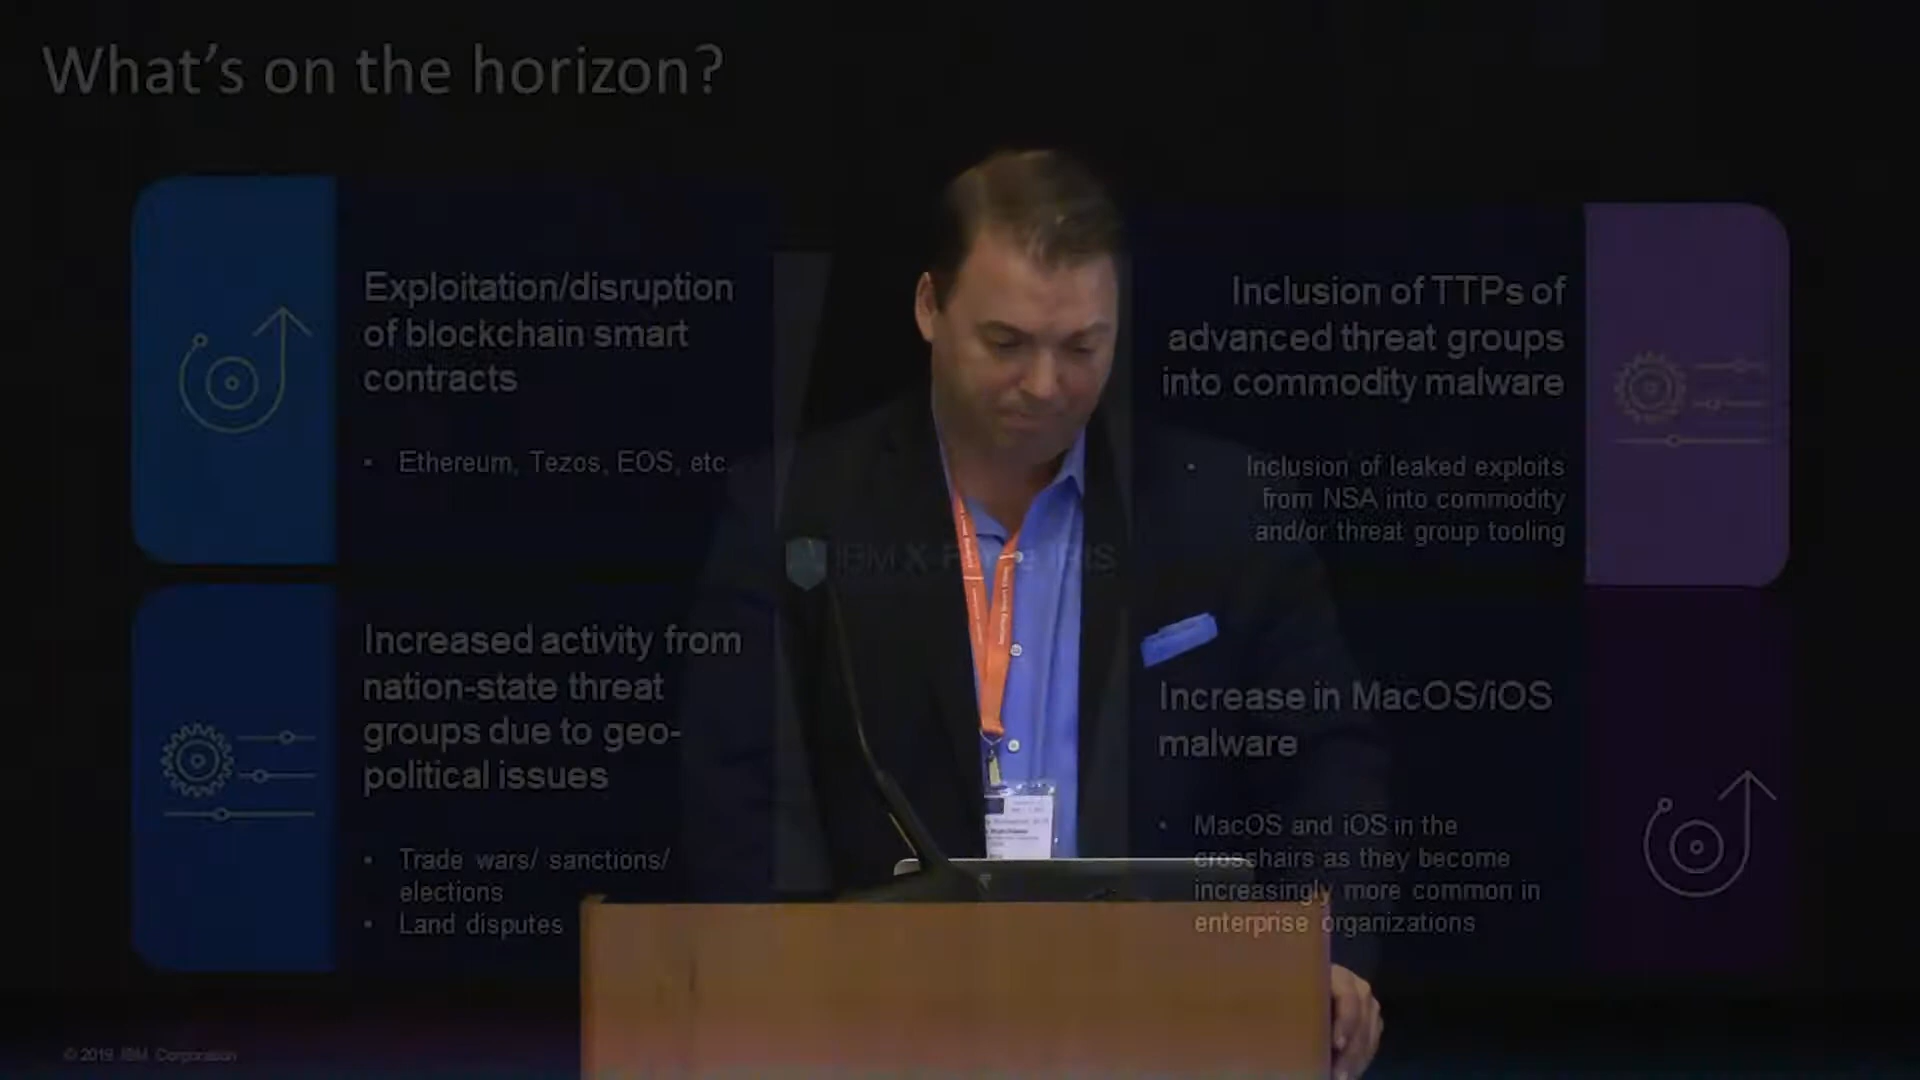 What's on the horizon?
Exploitation/disruption
of blockchain smart
contracts
• Ethereum, Tezos, EOS, etc.
Inclusion of TTPs of
advanced threat groups
into commodity malware
• Inclusion of leaked exploits
from NSA into commodity
and/or threat group tooling
IBM X-Force IRIS
Increased activity from
nation-state threat
groups due to geo-
political issues
• Trade wars/ sanctions/
elections
• Land disputes
Increase in MacOS/iOS
malware
• MacOS and iOS in the
crosshairs as they become
increasingly more common in
enterprise organizations
© 2019 IBM Corporation